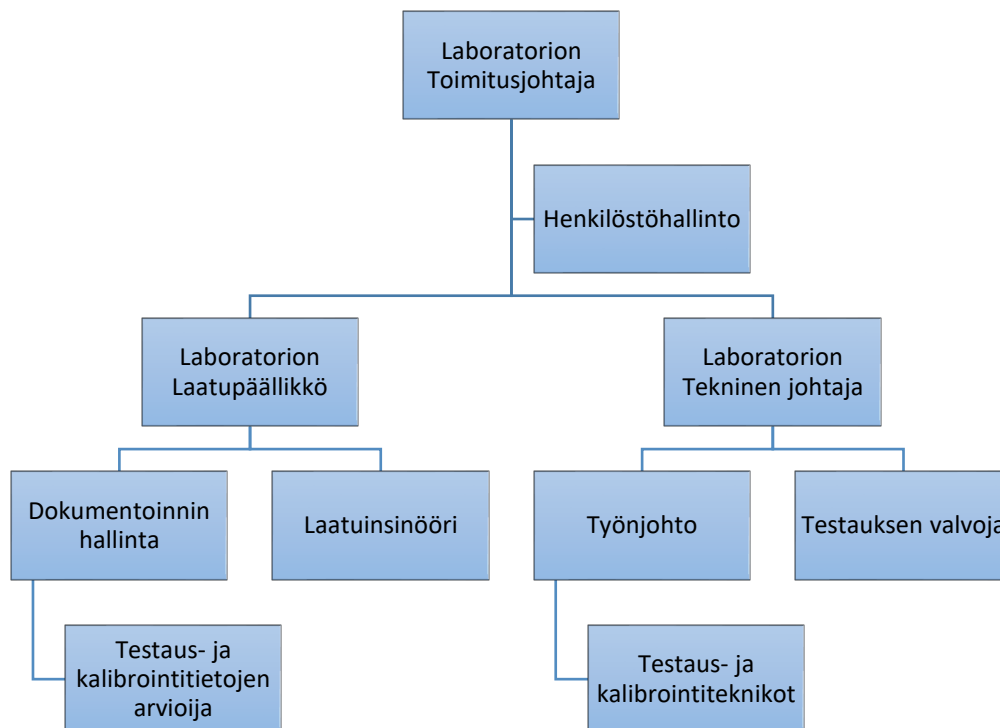 Laboratorion
Toimitusjohtaja
Henkilöstöhallinto
Laboratorion
Laatupäällikkö
Laboratorion
Tekninen johtaja
Dokumentoinnin
hallinta
Laatuinsinööri
Työnjohto
Testauksen valvoja
Testaus- ja
kalibrointitietojen
arvioija
Testaus- ja
kalibrointiteknikot